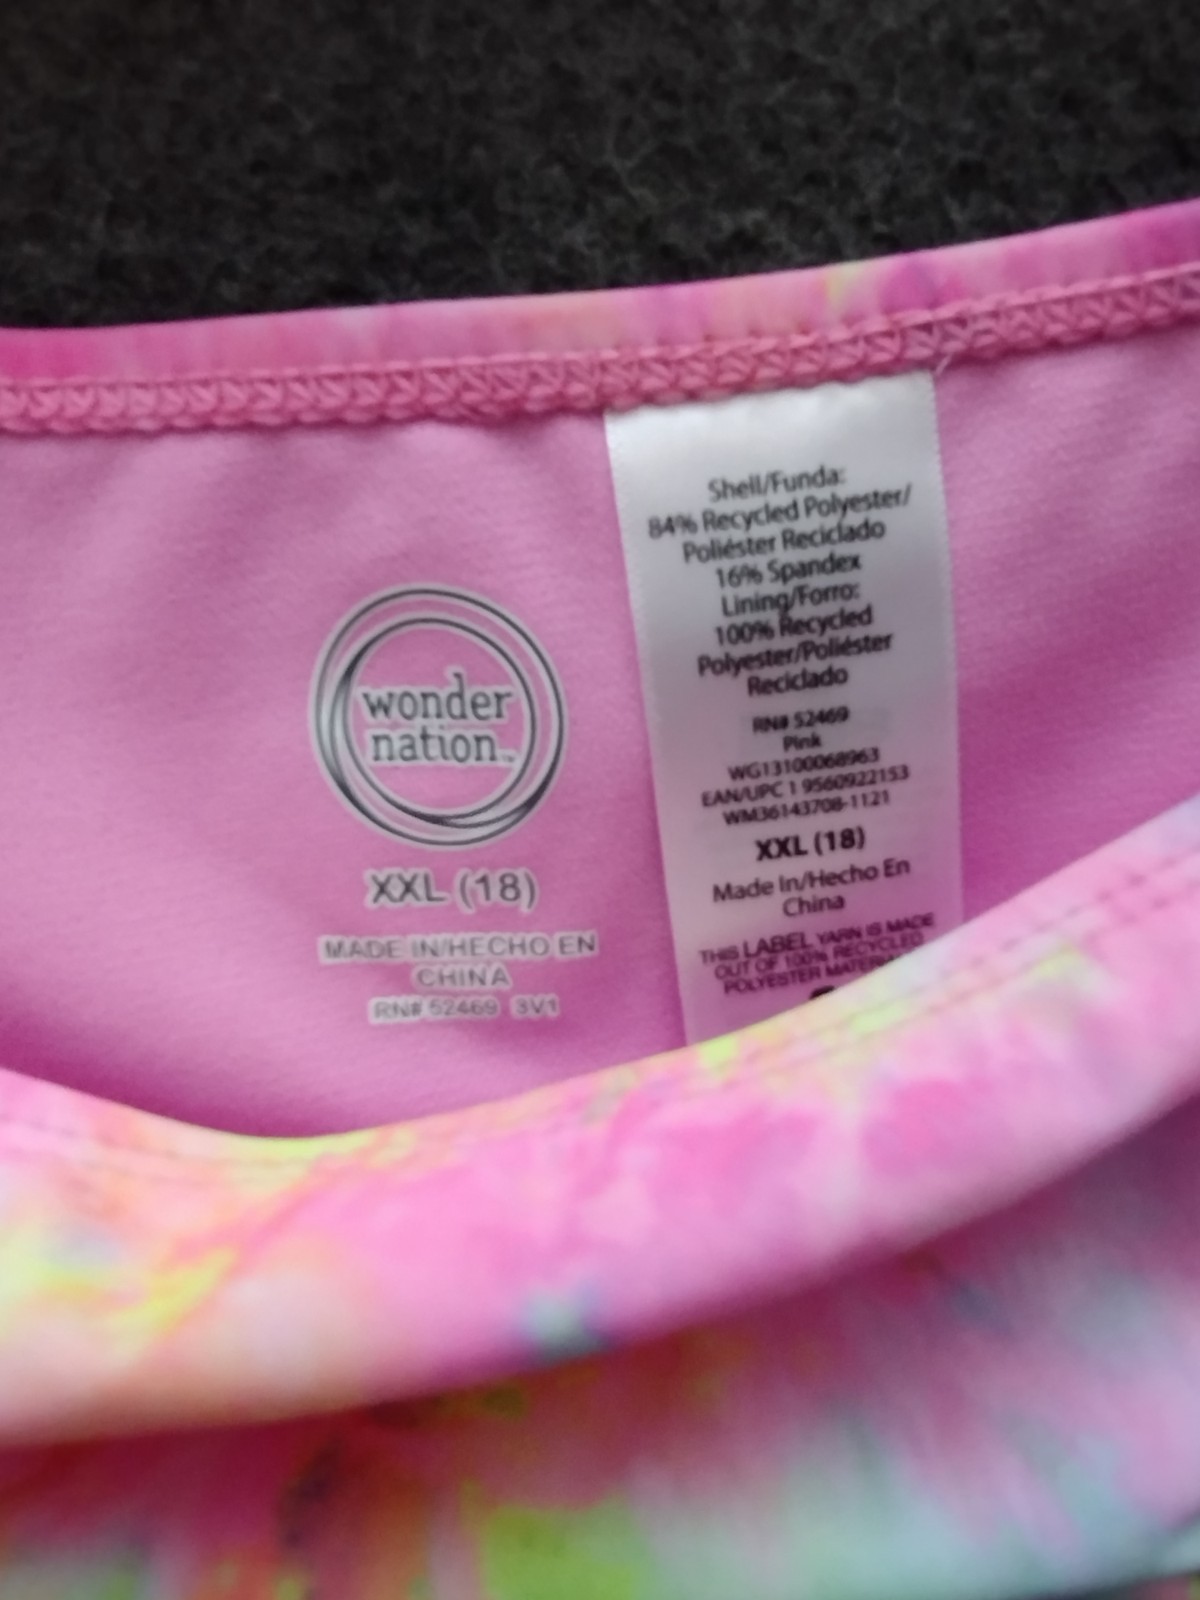 wonder
nation™
XXL (18)
MADE IN/HECHO EN
CHINA
RN# 52469 3V1
Shell/Funda:
84% Recycled Polyester/
Poliéster Reciclado
16% Spandex
Lining/Forro:
100% Recycled
Polyester/Poliéster
Reciclado
RN# 52469
Pink
WG13100068963
EAN/UPC 1 9560922153
WM36143708-1121
XXL (18)
Made In/Hecho En
China
THIS LABEL YARN IS MADE
OUT OF 100% RECYCLED
POLYESTER